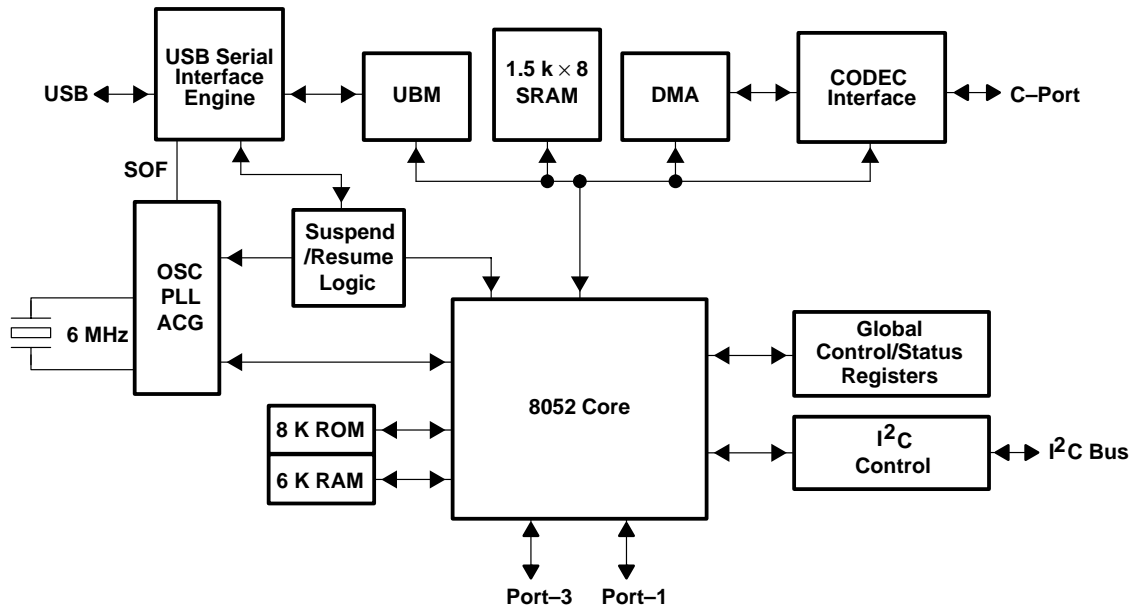 USB
USB Serial
Interface
Engine
UBM
1.5 k × 8
SRAM
DMA
CODEC
Interface
C–Port
SOF
Suspend
/Resume
Logic
OSC
PLL
ACG
6 MHz
8052 Core
Global
Control/Status
Registers
8 K ROM
6 K RAM
I²C
Control
I²C Bus
Port–3
Port–1